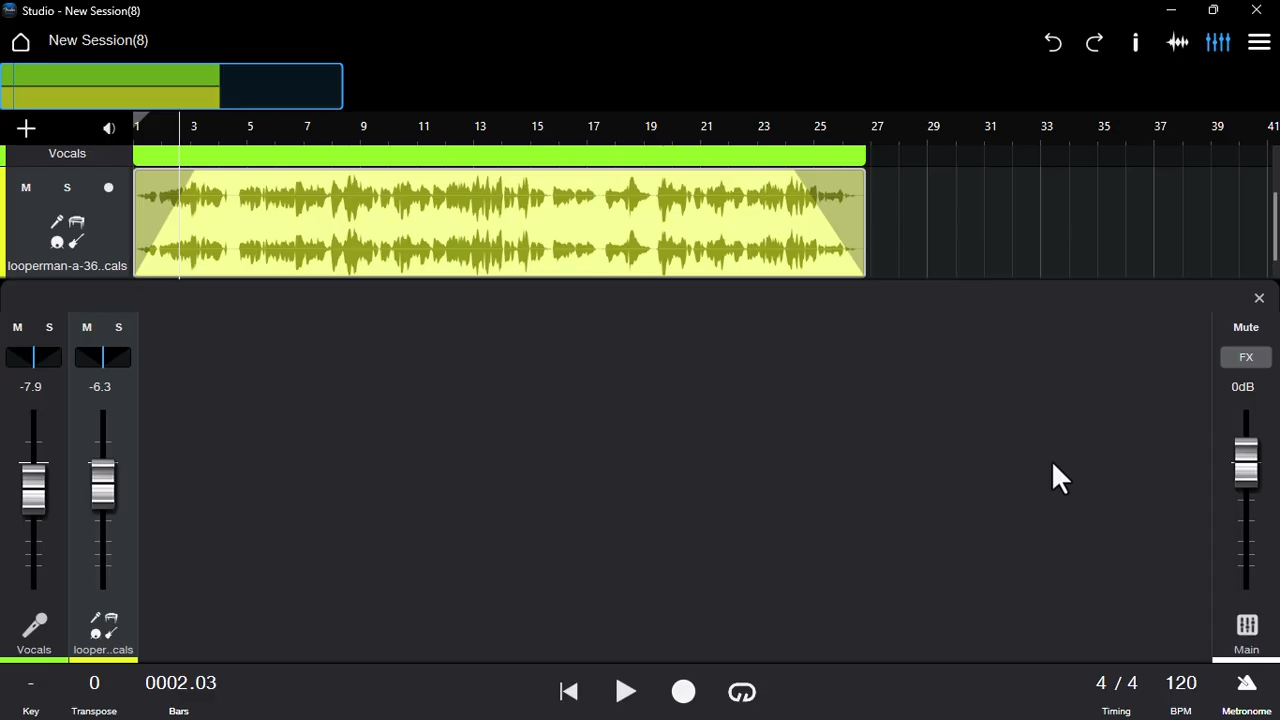 Studio - New Session(8)
New Session(8)
1 3 5 7 9 11 13 15 17 19 21 23 25 27 29 31 33 35 37 39 41
Vocals
M S
looperman-a-36..cals
M S M S Mute
FX
-7.9 -6.3 0dB
Vocals looper..cals Main
- 0 0002.03 4 / 4 120
Key Transpose Bars Timing BPM Metronome